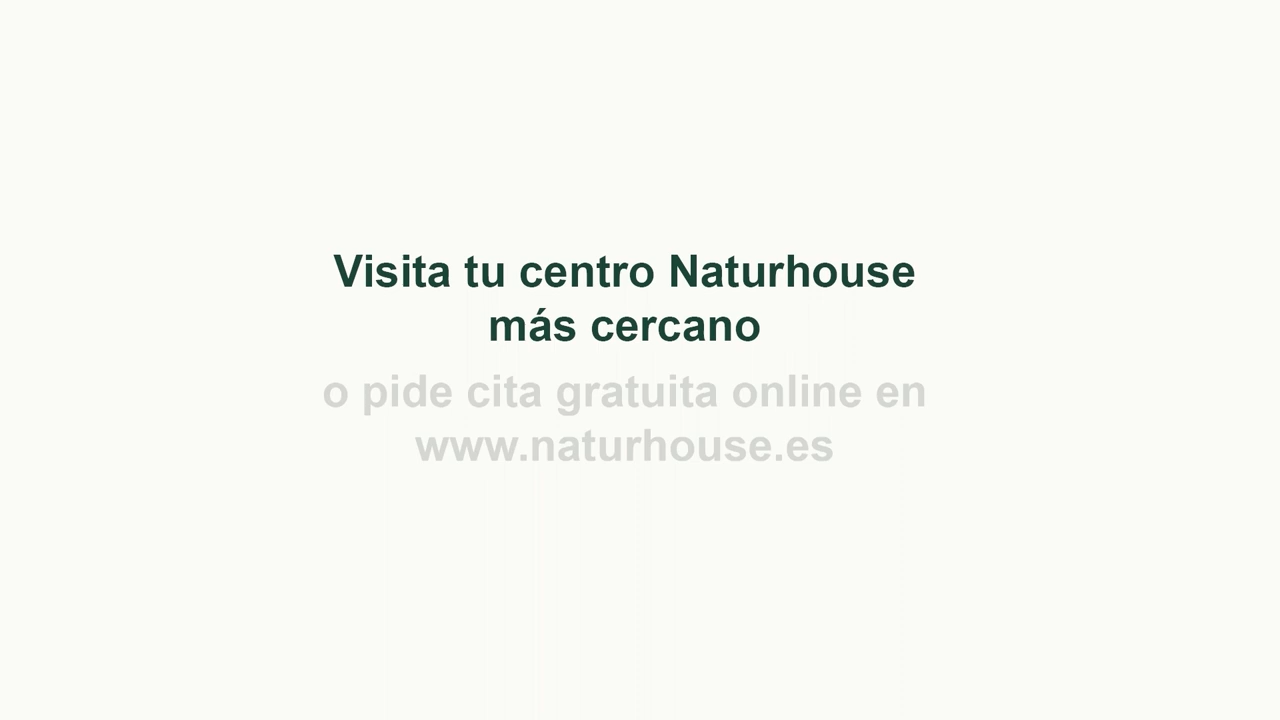 Visita tu centro Naturhouse
más cercano
o pide cita gratuita online en
www.naturhouse.es